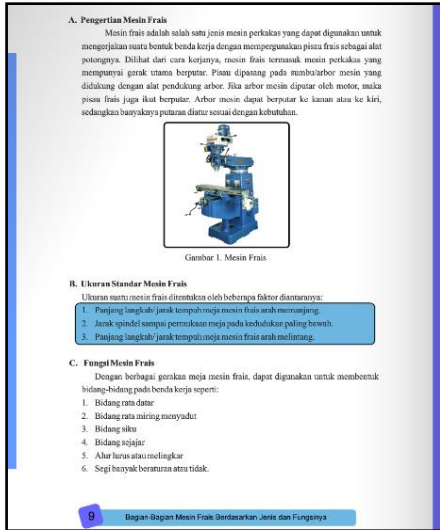 A. Pengertian Mesin Frais
Mesin frais adalah salah satu jenis mesin perkakas yang dapat digunakan untuk
mengerjakan suatu bentuk benda kerja dengan mempergunakan pisau frais sebagai alat
potongnya. Dilihat dari cara kerjanya, mesin frais termasuk mesin perkakas yang
mempunyai gerak utama berputar. Pisau dipasang pada sumbu/arbor mesin yang
didukung dengan alat pendukung arbor. Jika arbor mesin diputar oleh motor, maka
pisau frais juga ikut berputar. Arbor mesin dapat berputar ke kanan atau ke kiri,
sedangkan banyaknya putaran diatur sesuai dengan kebutuhan.
Gambar 1. Mesin Frais
B. Ukuran Standar Mesin Frais
Ukuran suatu mesin frais ditentukan oleh beberapa faktor diantaranya:
1. Panjang langkah/ jarak tempuh meja mesin frais arah memanjang.
2. Jarak spindel sampai permukaan meja pada kedudukan paling bawah.
3. Panjang langkah/ jarak tempuh meja mesin frais arah melintang.
C. Fungsi Mesin Frais
Dengan berbagai gerakan meja mesin frais, dapat digunakan untuk membentuk
bidang-bidang pada benda kerja seperti:
1. Bidang rata datar
2. Bidang rata miring menyudut
3. Bidang siku
4. Bidang sejajar
5. Alur lurus atau melingkar
6. Segi banyak beraturan atau tidak.
9 Bagian-Bagian Mesin Frais Berdasarkan Jenis dan Fungsinya